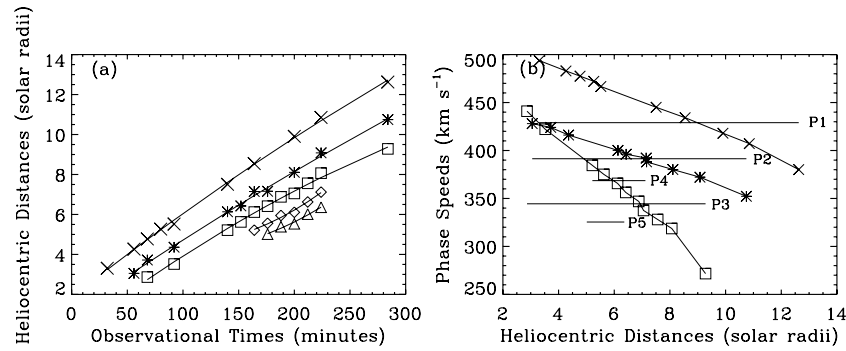 (a)
Heliocentric Distances (solar radii)
14
12
10
8
6
4
2
0 50 100 150 200 250 300
Observational Times (minutes)
(b)
Phase Speeds (km s⁻¹)
500
450
400
350
300
250
P1
P2
P4
P3
P5
2 4 6 8 10 12 14
Heliocentric Distances (solar radii)